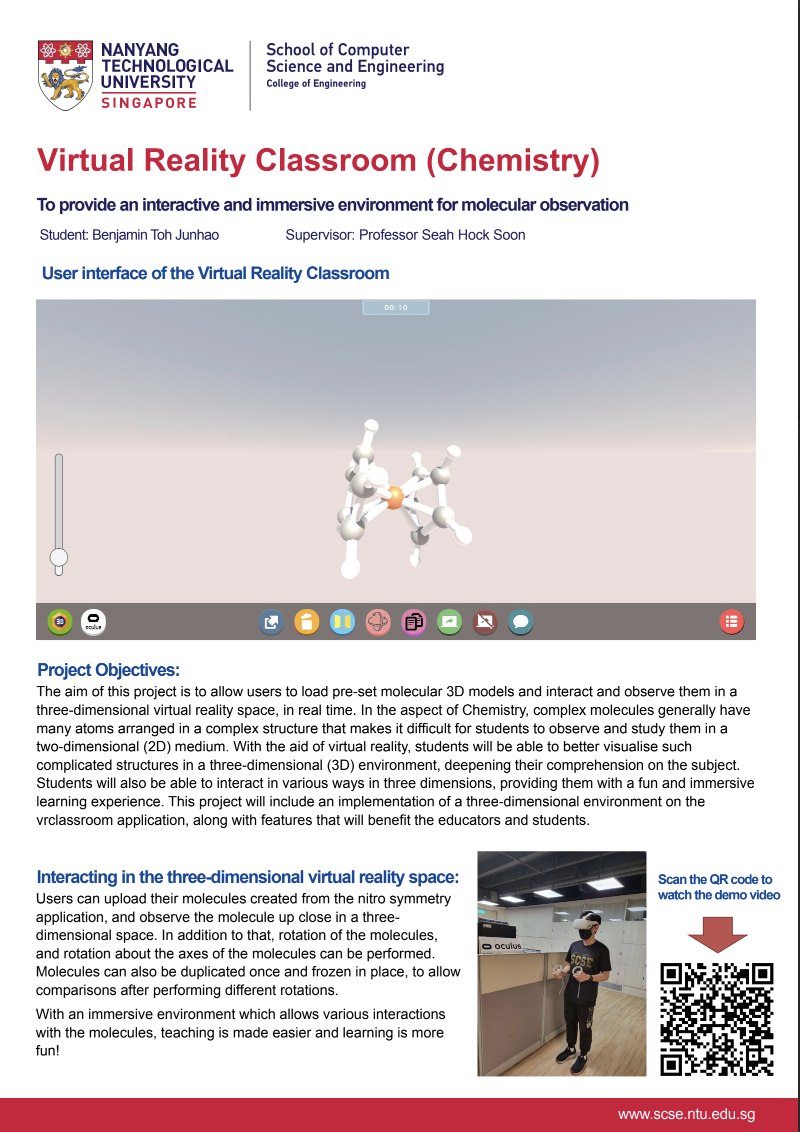 NANYANG
TECHNOLOGICAL
UNIVERSITY
SINGAPORE
School of Computer
Science and Engineering
College of Engineering
Virtual Reality Classroom (Chemistry)
To provide an interactive and immersive environment for molecular observation
Student: Benjamin Toh Junhao
Supervisor: Professor Seah Hock Soon
User interface of the Virtual Reality Classroom
00:10
3D
oculus
Project Objectives:
The aim of this project is to allow users to load pre-set molecular 3D models and interact and observe them in a
three-dimensional virtual reality space, in real time. In the aspect of Chemistry, complex molecules generally have
many atoms arranged in a complex structure that makes it difficult for students to observe and study them in a
two-dimensional (2D) medium. With the aid of virtual reality, students will be able to better visualise such
complicated structures in a three-dimensional (3D) environment, deepening their comprehension on the subject.
Students will also be able to interact in various ways in three dimensions, providing them with a fun and immersive
learning experience. This project will include an implementation of a three-dimensional environment on the
vrclassroom application, along with features that will benefit the educators and students.
Interacting in the three-dimensional virtual reality space:
Users can upload their molecules created from the nitro symmetry
application, and observe the molecule up close in a three-
dimensional space. In addition to that, rotation of the molecules,
and rotation about the axes of the molecules can be performed.
Molecules can also be duplicated once and frozen in place, to allow
comparisons after performing different rotations.
With an immersive environment which allows various interactions
with the molecules, teaching is made easier and learning is more
fun!
oculus
SCSE
Scan the QR code to
watch the demo video
www.scse.ntu.edu.sg